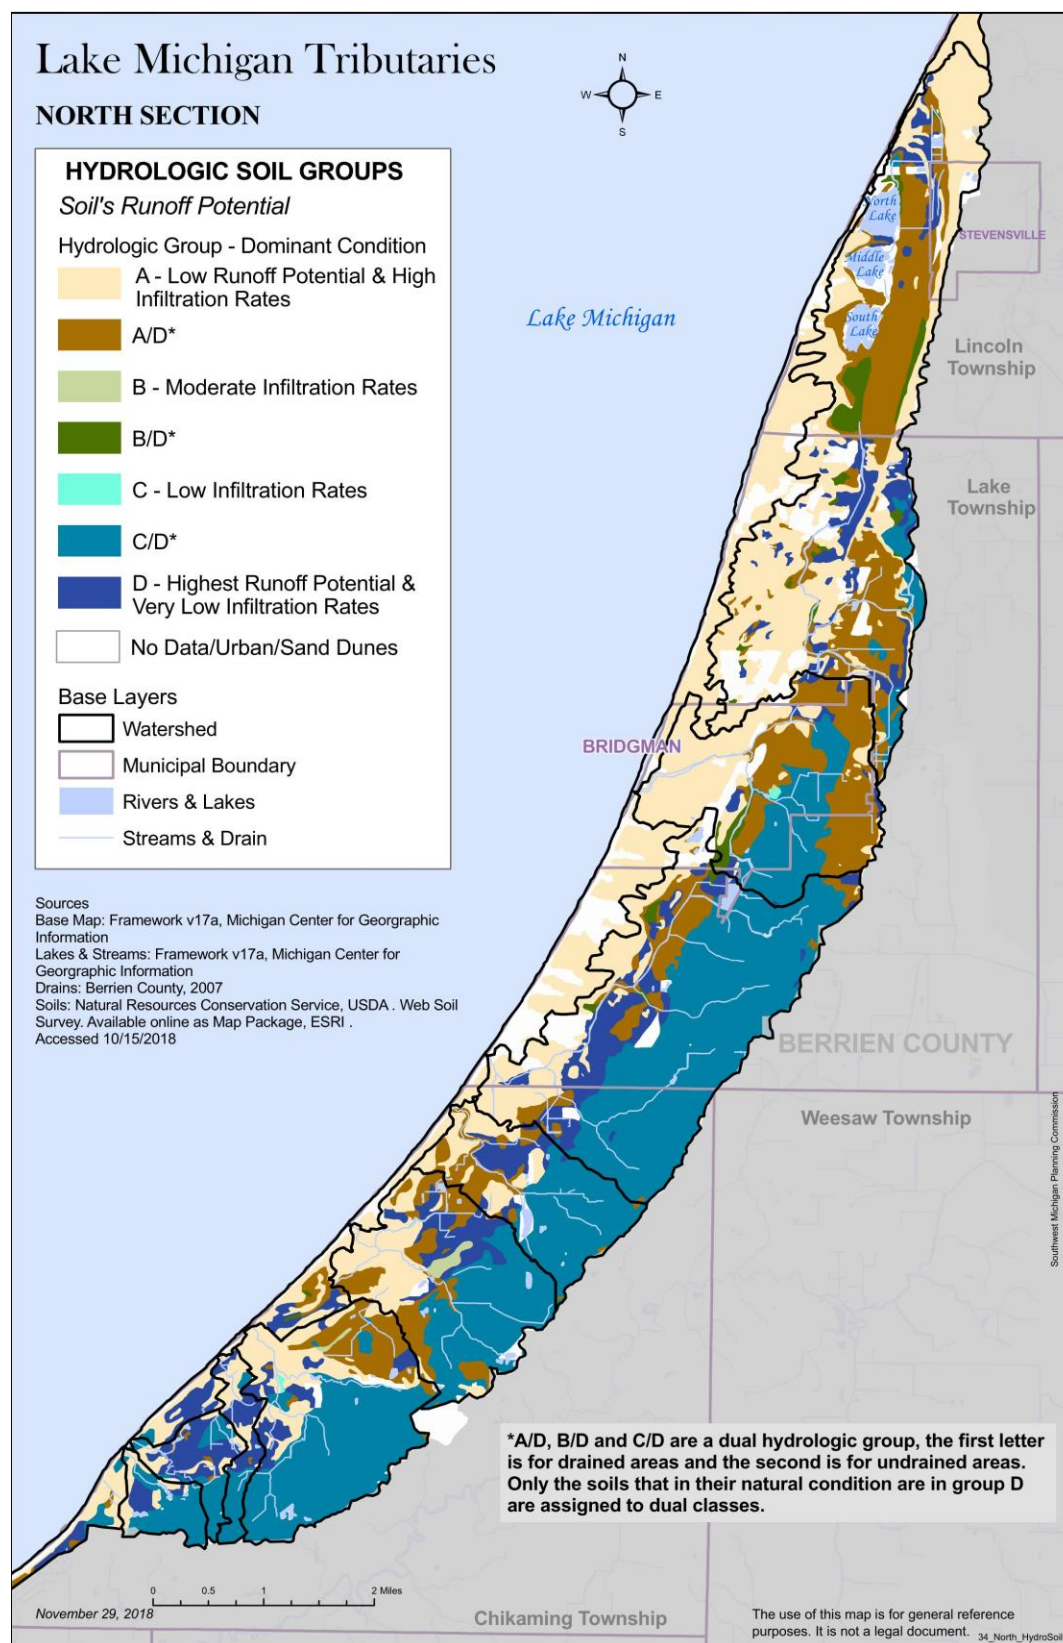 Lake Michigan Tributaries
NORTH SECTION
N
W
E
S
HYDROLOGIC SOIL GROUPS
Soil's Runoff Potential
Hydrologic Group - Dominant Condition
A - Low Runoff Potential & High
Infiltration Rates
A/D*
B - Moderate Infiltration Rates
B/D*
C - Low Infiltration Rates
C/D*
D - Highest Runoff Potential &
Very Low Infiltration Rates
No Data/Urban/Sand Dunes
Base Layers
Watershed
Municipal Boundary
Rivers & Lakes
Streams & Drain
North
Lake
STEVENSVILLE
Middle
Lake
Lake Michigan
South
Lake
Lincoln
Township
Lake
Township
BRIDGMAN
Sources
Base Map: Framework v17a, Michigan Center for Georgraphic
Information
Lakes & Streams: Framework v17a, Michigan Center for
Georgraphic Information
Drains: Berrien County, 2007
Soils: Natural Resources Conservation Service, USDA . Web Soil
Survey. Available online as Map Package, ESRI .
Accessed 10/15/2018
BERRIEN COUNTY
Weesaw Township
Southwest Michigan Planning Commission
*A/D, B/D and C/D are a dual hydrologic group, the first letter
is for drained areas and the second is for undrained areas.
Only the soils that in their natural condition are in group D
are assigned to dual classes.
0 0.5 1 2 Miles
November 29, 2018
Chikaming Township
The use of this map is for general reference
purposes. It is not a legal document.
34_North_HydroSoil